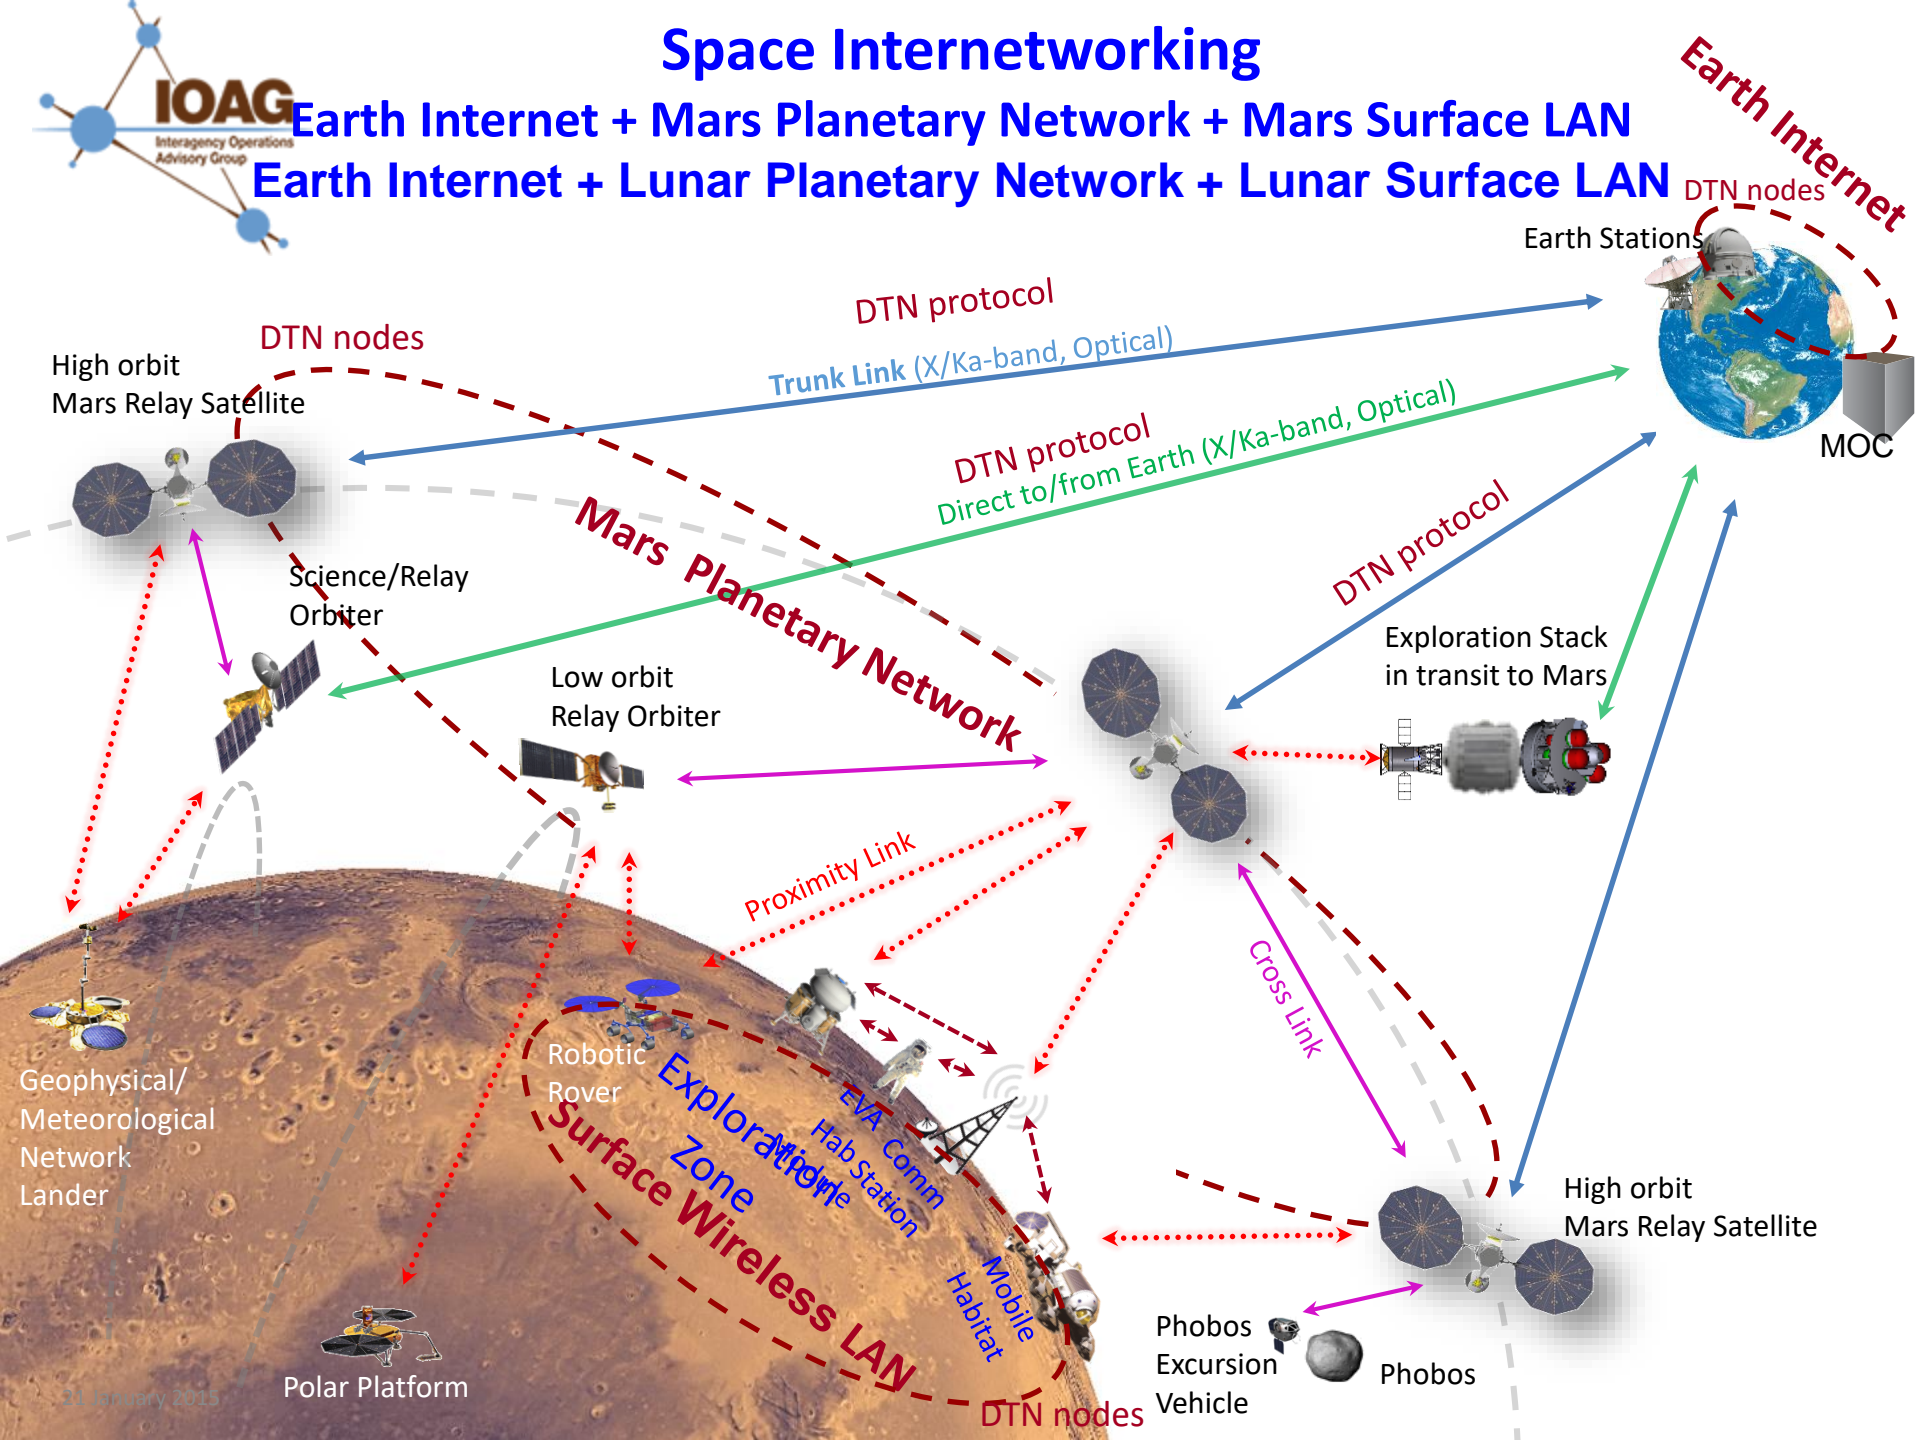 IOAG
Interagency Operations
Advisory Group
Space Internetworking
Earth Internet + Mars Planetary Network + Mars Surface LAN
Earth Internet + Lunar Planetary Network + Lunar Surface LAN
Earth Internet
DTN nodes
Earth Stations
MOC
DTN protocol
Trunk Link (X/Ka-band, Optical)
DTN nodes
High orbit
Mars Relay Satellite
DTN protocol
Direct to/from Earth (X/Ka-band, Optical)
DTN protocol
Mars Planetary Network
Science/Relay
Orbiter
Low orbit
Relay Orbiter
Exploration Stack
in transit to Mars
Proximity Link
Cross Link
Geophysical/
Meteorological
Network
Lander
Robotic
Rover
Exploration
Zone
Surface Wireless LAN
EVA
Hab
Module
Comm
Station
Mobile
Habitat
High orbit
Mars Relay Satellite
Phobos
Excursion
Vehicle
Phobos
Polar Platform
DTN nodes
21 January 2015